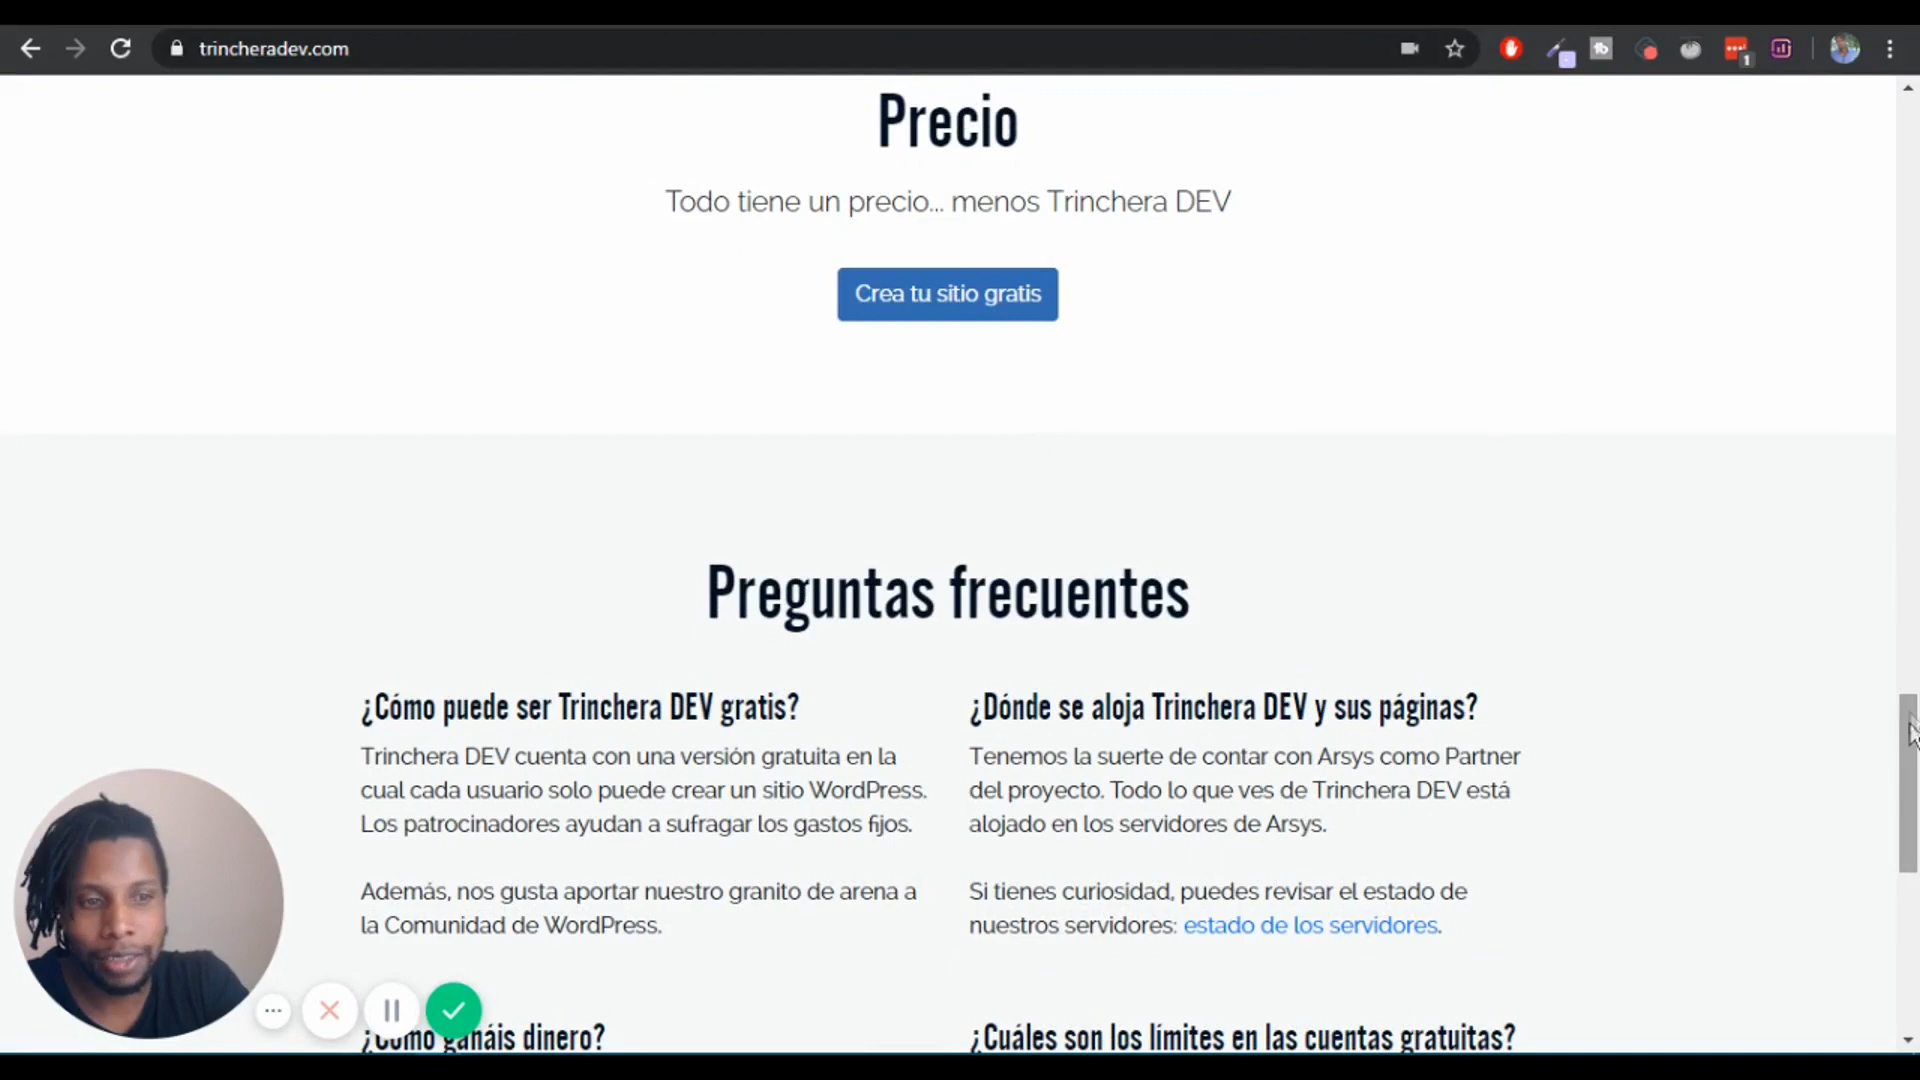 trincheradev.com
1
Precio
Todo tiene un precio... menos Trinchera DEV
Crea tu sitio gratis
Preguntas frecuentes
¿Cómo puede ser Trinchera DEV gratis?
Trinchera DEV cuenta con una versión gratuita en la
cual cada usuario solo puede crear un sitio WordPress.
Los patrocinadores ayudan a sufragar los gastos fijos.
Además, nos gusta aportar nuestro granito de arena a
la Comunidad de WordPress.
¿Dónde se aloja Trinchera DEV y sus páginas?
Tenemos la suerte de contar con Arsys como Partner
del proyecto. Todo lo que ves de Trinchera DEV está
alojado en los servidores de Arsys.
Si tienes curiosidad, puedes revisar el estado de
nuestros servidores: estado de los servidores.
¿Cómo ganáis dinero?
¿Cuáles son los límites en las cuentas gratuitas?